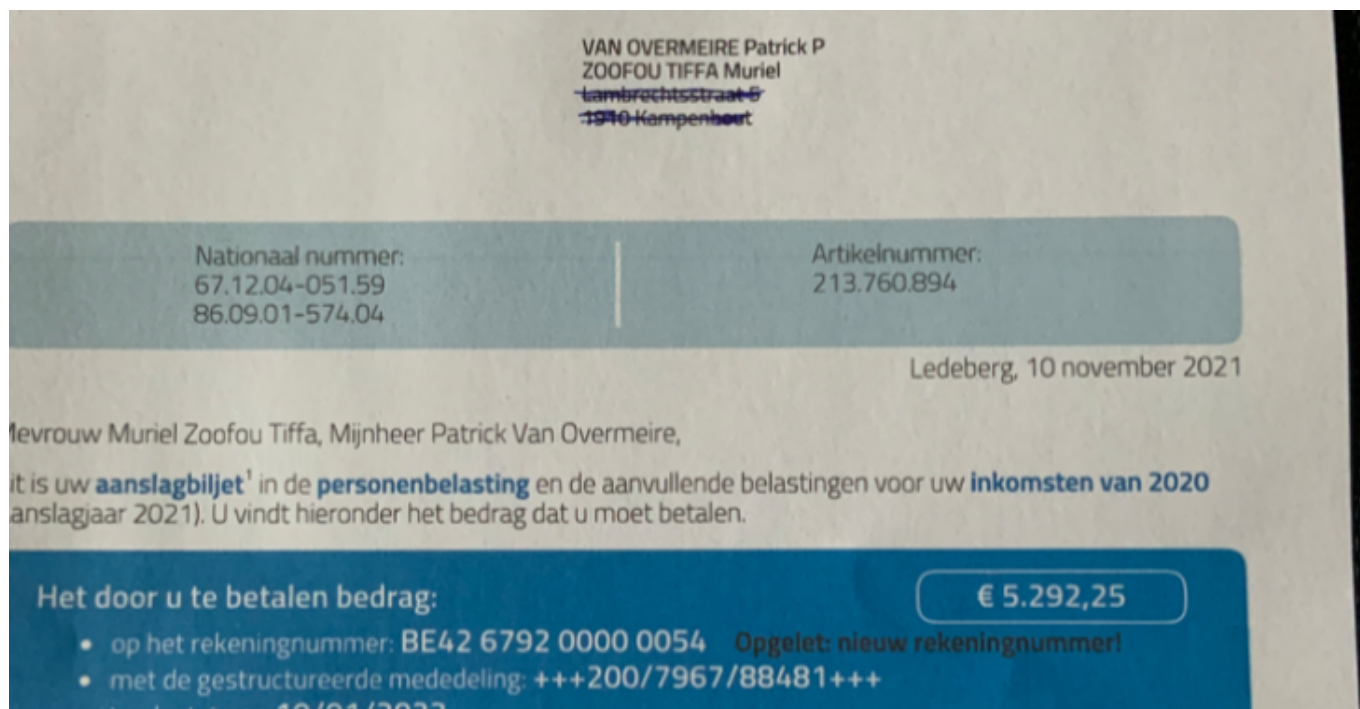 VAN OVERMEIRE Patrick P
ZOOFOU TIFFA Muriel
Lambrechtsstraat 6
1910 Kampenhout
Nationaal nummer:
67.12.04-051.59
86.09.01-574.04
Artikelnummer:
213.760.894
Ledeberg, 10 november 2021
levrouw Muriel Zoofou Tiffa, Mijnheer Patrick Van Overmeire,
it is uw aanslagbiljet¹ in de personenbelasting en de aanvullende belastingen voor uw inkomsten van 2020
anslagjaar 2021). U vindt hieronder het bedrag dat u moet betalen.
Het door u te betalen bedrag: € 5.292,25
• op het rekeningnummer: BE42 6792 0000 0054 Opgelet: nieuw rekeningnummer!
• met de gestructureerde mededeling: +++200/7967/88481+++